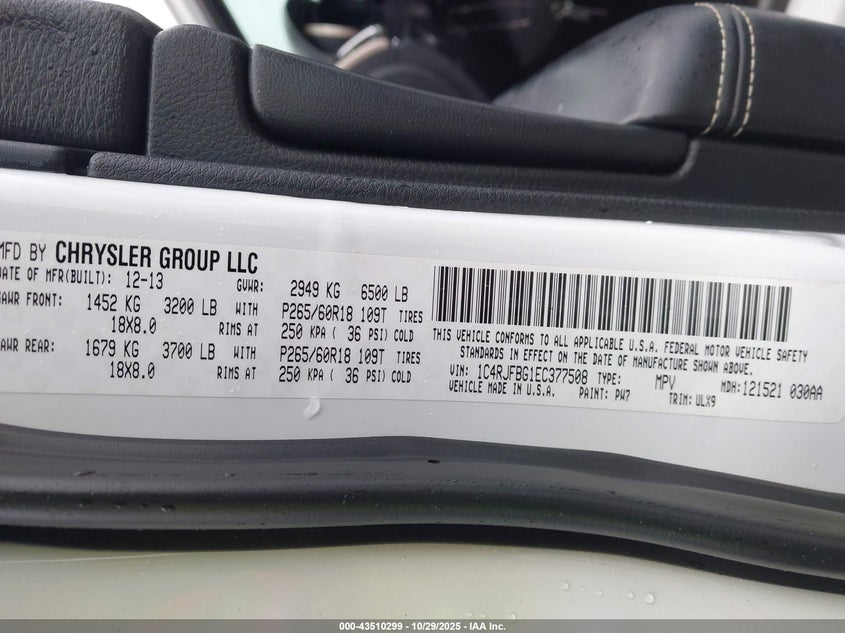 MFD BY CHRYSLER GROUP LLC
DATE OF MFR(BUILT): 12-13 GVWR: 2949 KG 6500 LB
GAWR FRONT: 1452 KG 3200 LB WITH P265/60R18 109T TIRES
18X8.0 RIMS AT 250 KPA ( 36 PSI) COLD
GAWR REAR: 1679 KG 3700 LB WITH P265/60R18 109T TIRES
18X8.0 RIMS AT 250 KPA ( 36 PSI) COLD
THIS VEHICLE CONFORMS TO ALL APPLICABLE U.S.A. FEDERAL MOTOR VEHICLE SAFETY
STANDARDS IN EFFECT ON THE DATE OF MANUFACTURE SHOWN ABOVE.
VIN: 1C4RJFBG1EC377508 TYPE: MPV MDH:121521 030AA
VEHICLE MADE IN U.S.A. PAINT: PW7 TRIM: ULX9
000-43510299 - 10/29/2025 - IAA Inc.